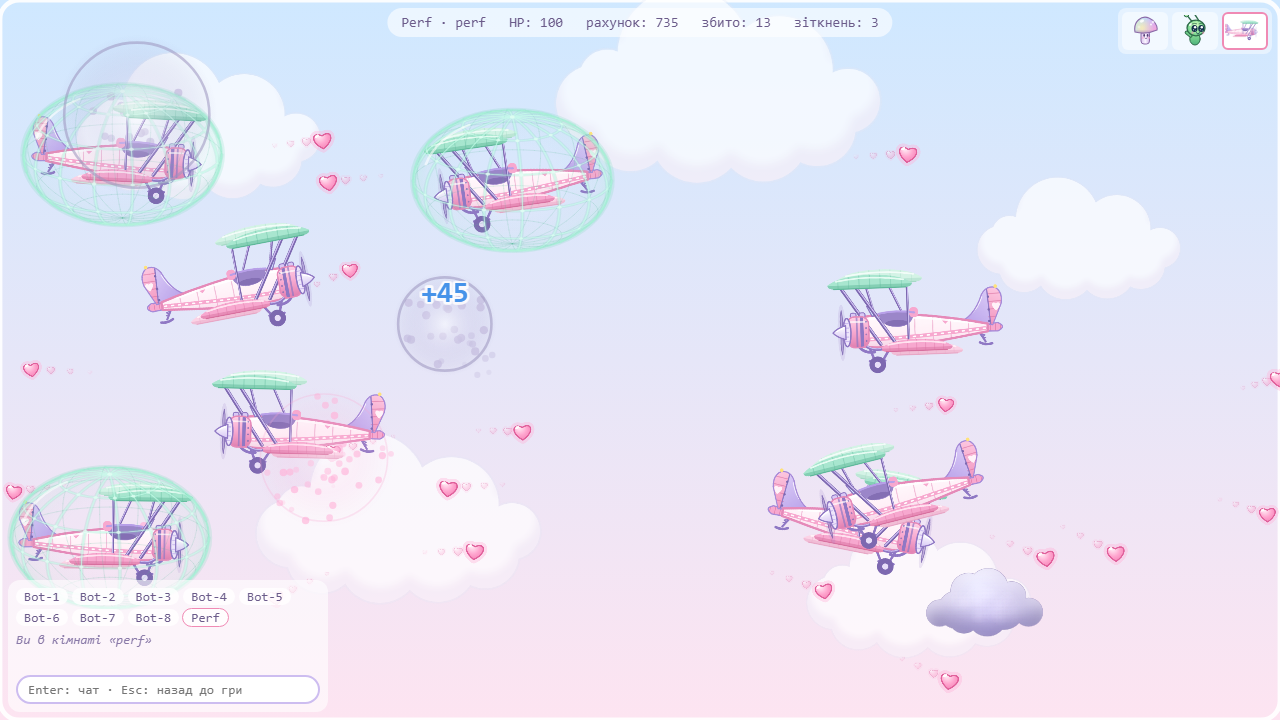 Perf · perf HP: 100 рахунок: 735 збито: 13 зіткнень: 3
+45
Bot-1 Bot-2 Bot-3 Bot-4 Bot-5
Bot-6 Bot-7 Bot-8 Perf
Ви в кімнаті «perf»
Enter: чат · Esc: назад до гри